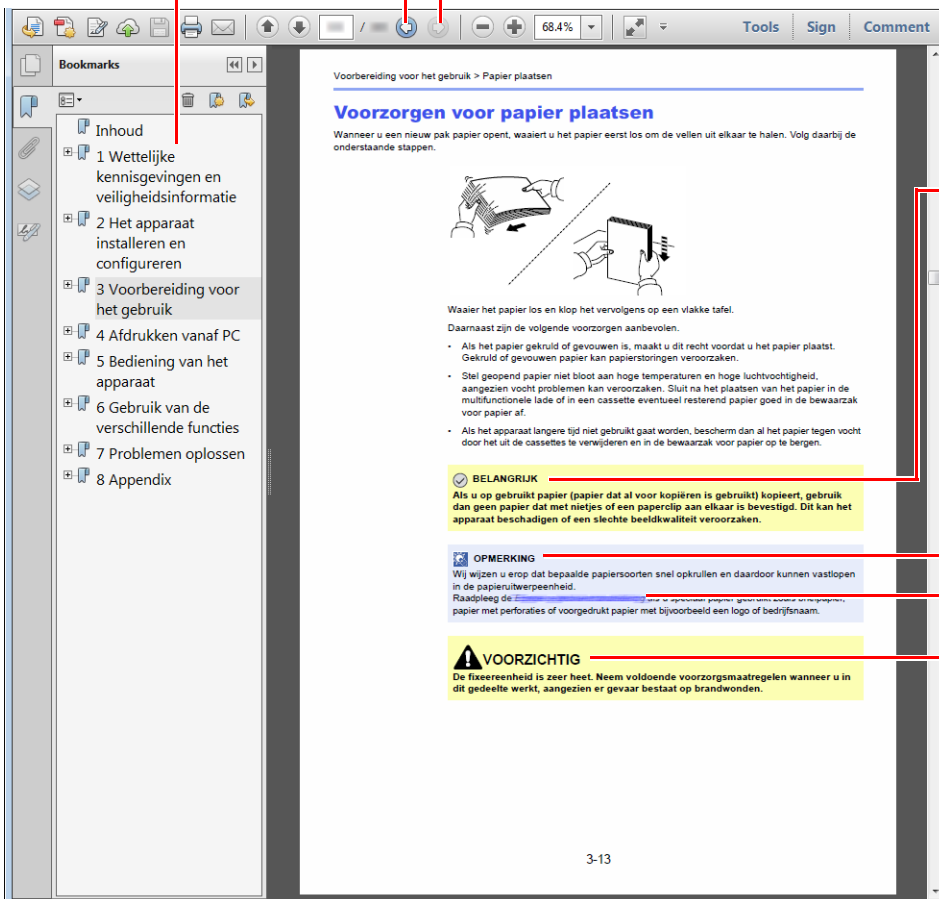 68.4%
Tools Sign Comment
Bookmarks
Inhoud
1 Wettelijke
kennisgevingen en
veiligheidsinformatie
2 Het apparaat
installeren en
configureren
3 Voorbereiding voor
het gebruik
4 Afdrukken vanaf PC
5 Bediening van het
apparaat
6 Gebruik van de
verschillende functies
7 Problemen oplossen
8 Appendix
Voorbereiding voor het gebruik > Papier plaatsen
Voorzorgen voor papier plaatsen
Wanneer u een nieuw pak papier opent, waaiert u het papier eerst los om de vellen uit elkaar te halen. Volg daarbij de
onderstaande stappen.
Waaier het papier los en klop het vervolgens op een vlakke tafel.
Daarnaast zijn de volgende voorzorgen aanbevolen.
• Als het papier gekruld of gevouwen is, maakt u dit recht voordat u het papier plaatst.
Gekruld of gevouwen papier kan papierstoringen veroorzaken.
• Stel geopend papier niet bloot aan hoge temperaturen en hoge luchtvochtigheid,
aangezien vocht problemen kan veroorzaken. Sluit na het plaatsen van het papier in de
multifunctionele lade of in een cassette eventueel resterend papier goed in de bewaarzak
voor papier af.
• Als het apparaat langere tijd niet gebruikt gaat worden, bescherm dan al het papier tegen vocht
door het uit de cassettes te verwijderen en in de bewaarzak voor papier op te bergen.
BELANGRIJK
Als u op gebruikt papier (papier dat al voor kopiëren is gebruikt) kopieert, gebruik
dan geen papier dat met nietjes of een paperclip aan elkaar is bevestigd. Dit kan het
apparaat beschadigen of een slechte beeldkwaliteit veroorzaken.
OPMERKING
Wij wijzen u erop dat bepaalde papiersoorten snel opkrullen en daardoor kunnen vastlopen
in de papieruitwerpeenheid.
Raadpleeg de als u speciaal papier gebruikt zoals briefpapier,
papier met perforaties of voorgedrukt papier met bijvoorbeeld een logo of bedrijfsnaam.
VOORZICHTIG
De fixeereenheid is zeer heet. Neem voldoende voorzorgsmaatregelen wanneer u in
dit gedeelte werkt, aangezien er gevaar bestaat op brandwonden.
3-13